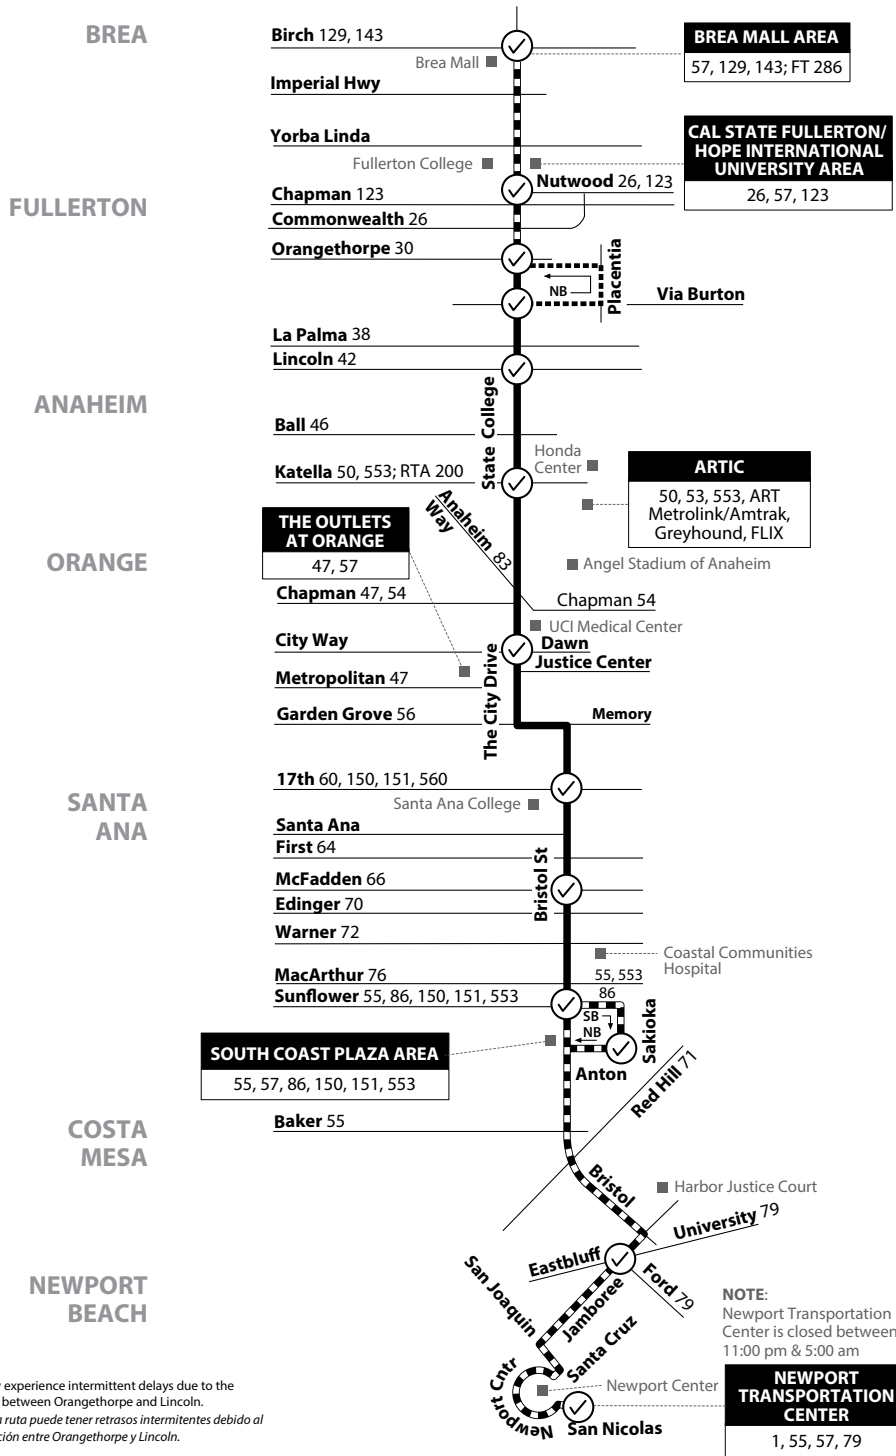 BREA
Birch 129, 143
Brea Mall
BREA MALL AREA
57, 129, 143; FT 286
Imperial Hwy
Yorba Linda
Fullerton College
CAL STATE FULLERTON/
HOPE INTERNATIONAL
UNIVERSITY AREA
26, 57, 123
FULLERTON
Nutwood 26, 123
Chapman 123
Commonwealth 26
Orangethorpe 30
NB
Placentia
Via Burton
La Palma 38
Lincoln 42
ANAHEIM
State College
Ball 46
Honda
Center
Katella 50, 553; RTA 200
ARTIC
50, 53, 553, ART
Metrolink/Amtrak,
Greyhound, FLIX
Anaheim 83
Way
THE OUTLETS
AT ORANGE
47, 57
ORANGE
Angel Stadium of Anaheim
Chapman 47, 54
Chapman 54
UCI Medical Center
City Way
Dawn
Justice Center
Metropolitan 47
The City Drive
Garden Grove 56
Memory
17th 60, 150, 151, 560
Santa Ana College
SANTA
ANA
Santa Ana
First 64
Bristol St
McFadden 66
Edinger 70
Warner 72
Coastal Communities
Hospital
MacArthur 76
55, 553
Sunflower 55, 86, 150, 151, 553
86
SB
NB
Sakioka
Anton
SOUTH COAST PLAZA AREA
55, 57, 86, 150, 151, 553
Red Hill 71
COSTA
MESA
Baker 55
Bristol
Harbor Justice Court
University 79
Eastbluff
Ford 79
San Joaquin
Jamboree
NEWPORT
BEACH
Santa Cruz
NOTE:
Newport Transportation
Center is closed between
11:00 pm & 5:00 am
Newport Cntr
Newport Center
San Nicolas
NEWPORT
TRANSPORTATION
CENTER
1, 55, 57, 79
experience intermittent delays due to the
between Orangethorpe and Lincoln.
ruta puede tener retrasos intermitentes debido al
entre Orangethorpe y Lincoln.